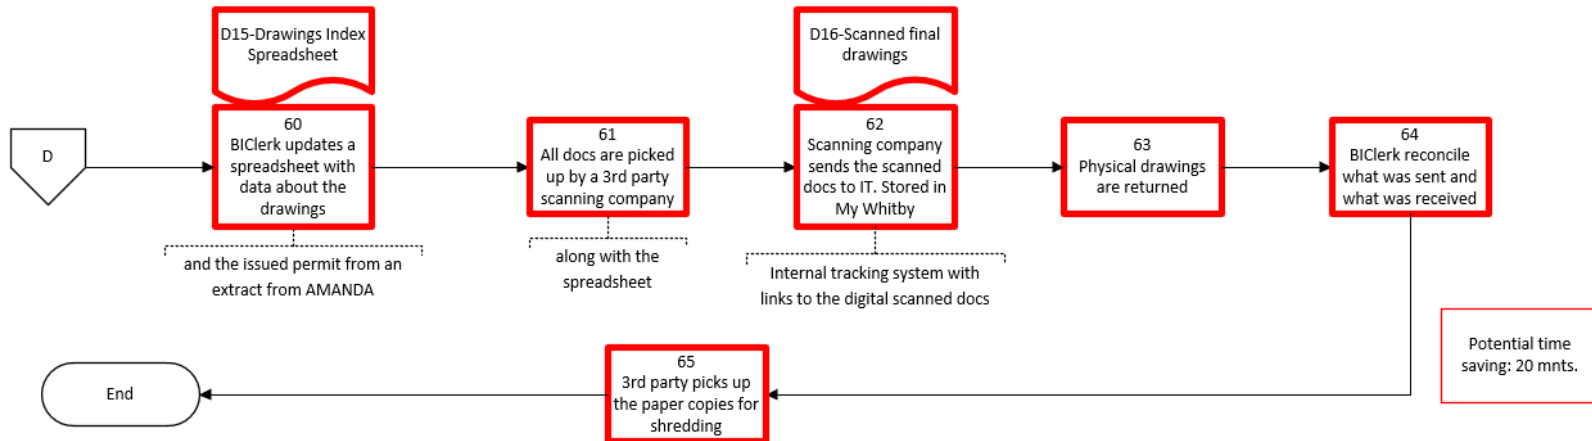 D15-Drawings Index
Spreadsheet
D16-Scanned final
drawings
D
60
BIClerk updates a
spreadsheet with
data about the
drawings
61
All docs are picked
up by a 3rd party
scanning company
62
Scanning company
sends the scanned
docs to IT. Stored in
My Whitby
63
Physical drawings
are returned
64
BIClerk reconcile
what was sent and
what was received
and the issued permit from an
extract from AMANDA
along with the
spreadsheet
Internal tracking system with
links to the digital scanned docs
Potential time
saving: 20 mnts.
65
3rd party picks up
the paper copies for
shredding
End